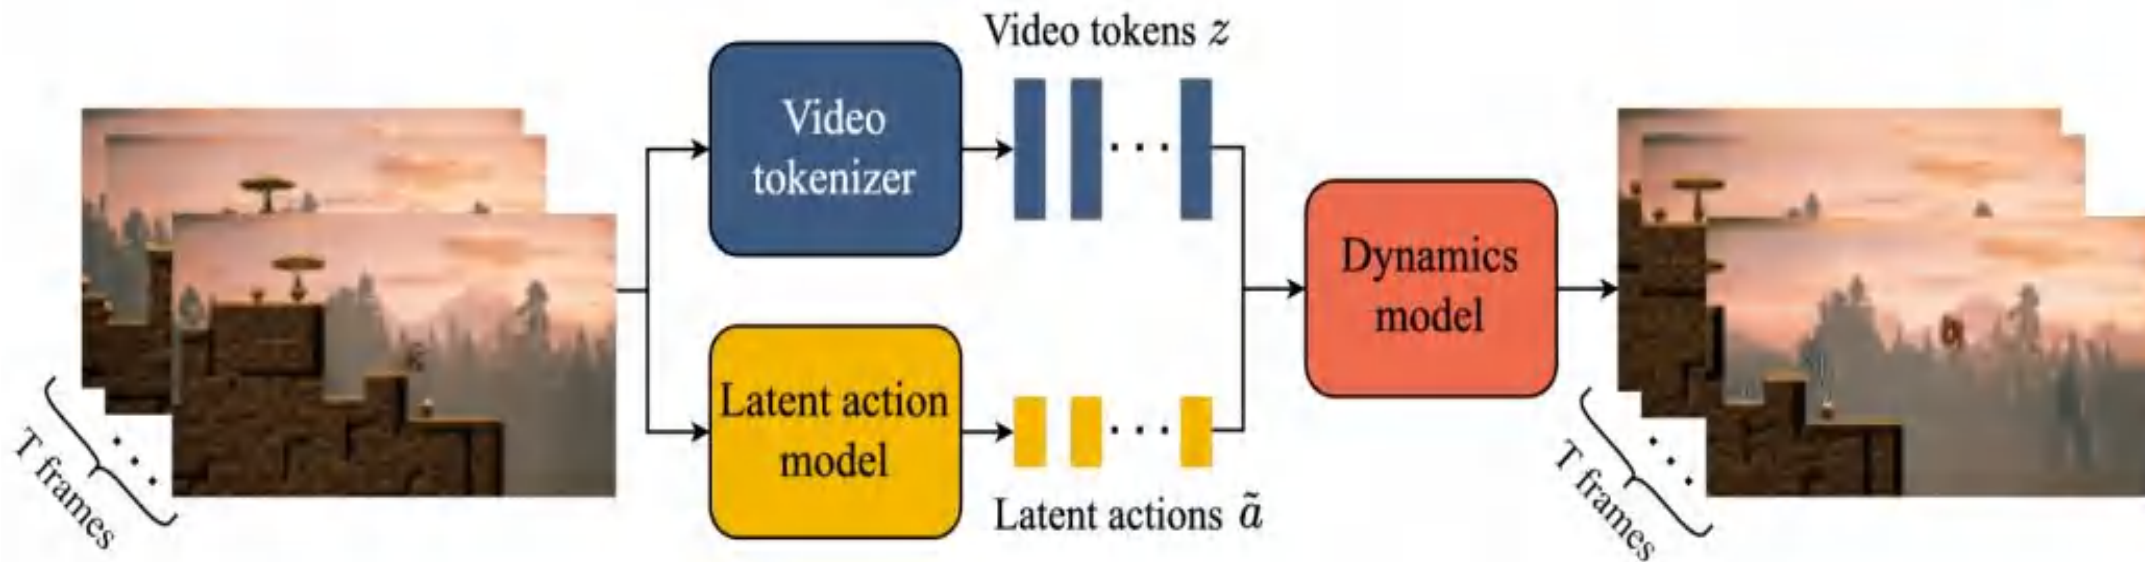 Video tokens z
Video
tokenizer
Latent action
model
Latent actions ã
Dynamics
model
T frames
T frames